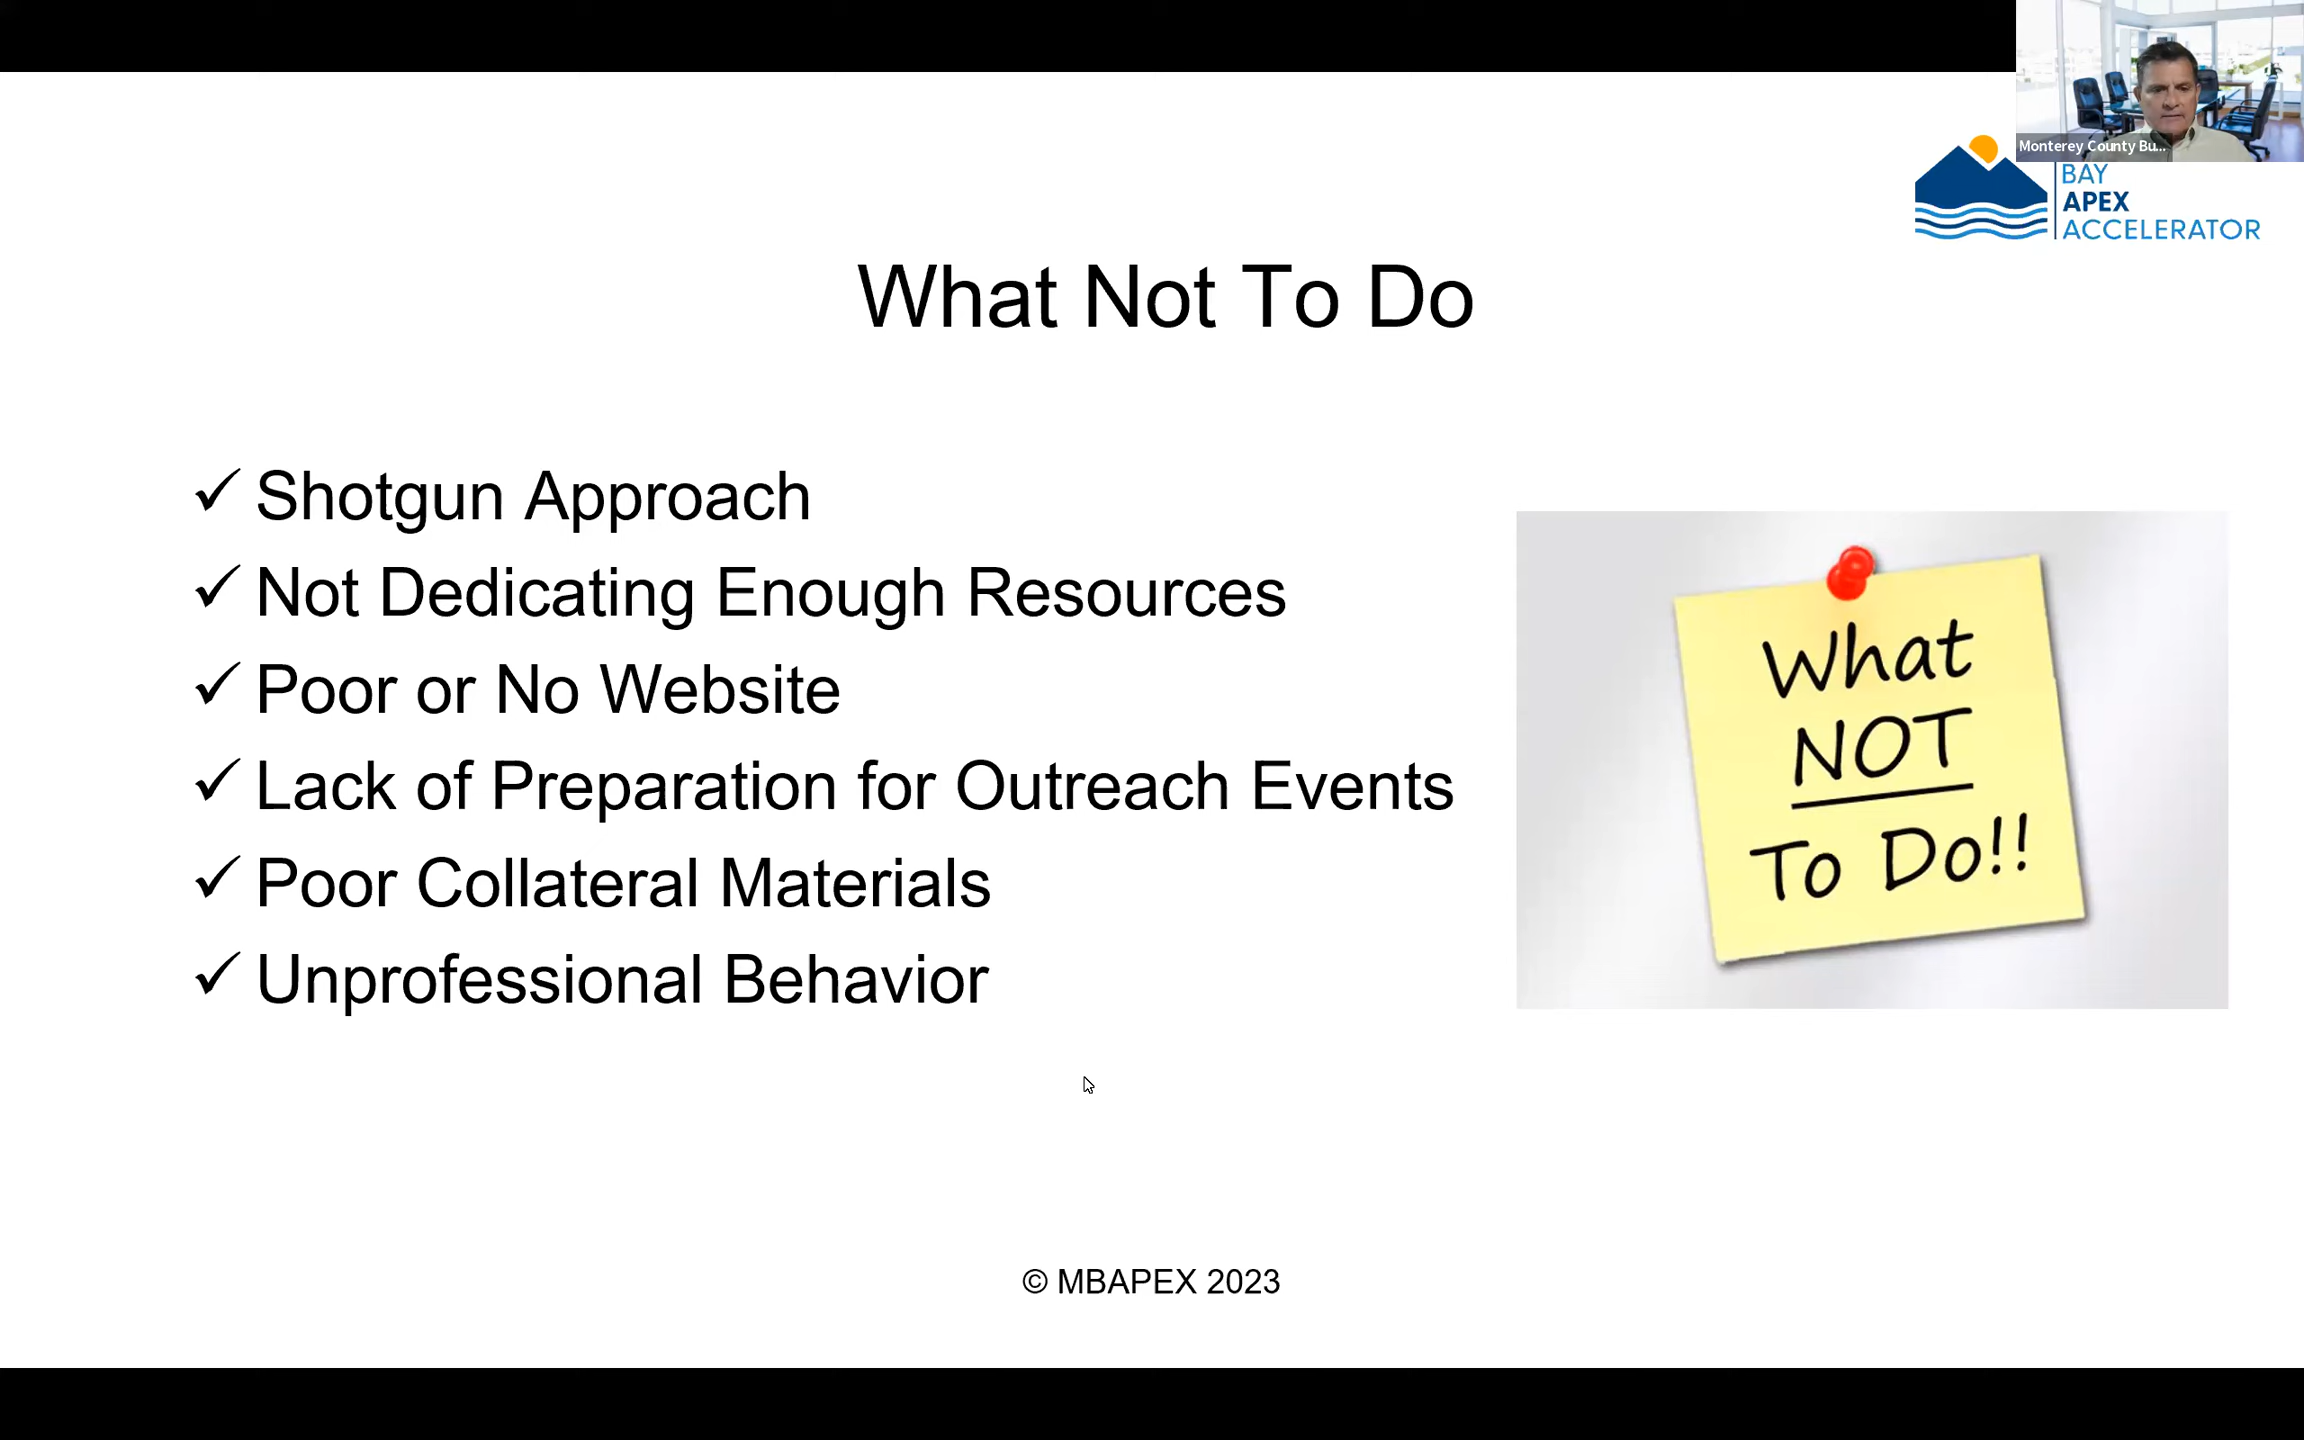 Monterey County Bu...
BAY
APEX
ACCELERATOR
What Not To Do
✓ Shotgun Approach
✓ Not Dedicating Enough Resources
✓ Poor or No Website
✓ Lack of Preparation for Outreach Events
✓ Poor Collateral Materials
✓ Unprofessional Behavior
What
NOT
To Do!!
© MBAPEX 2023